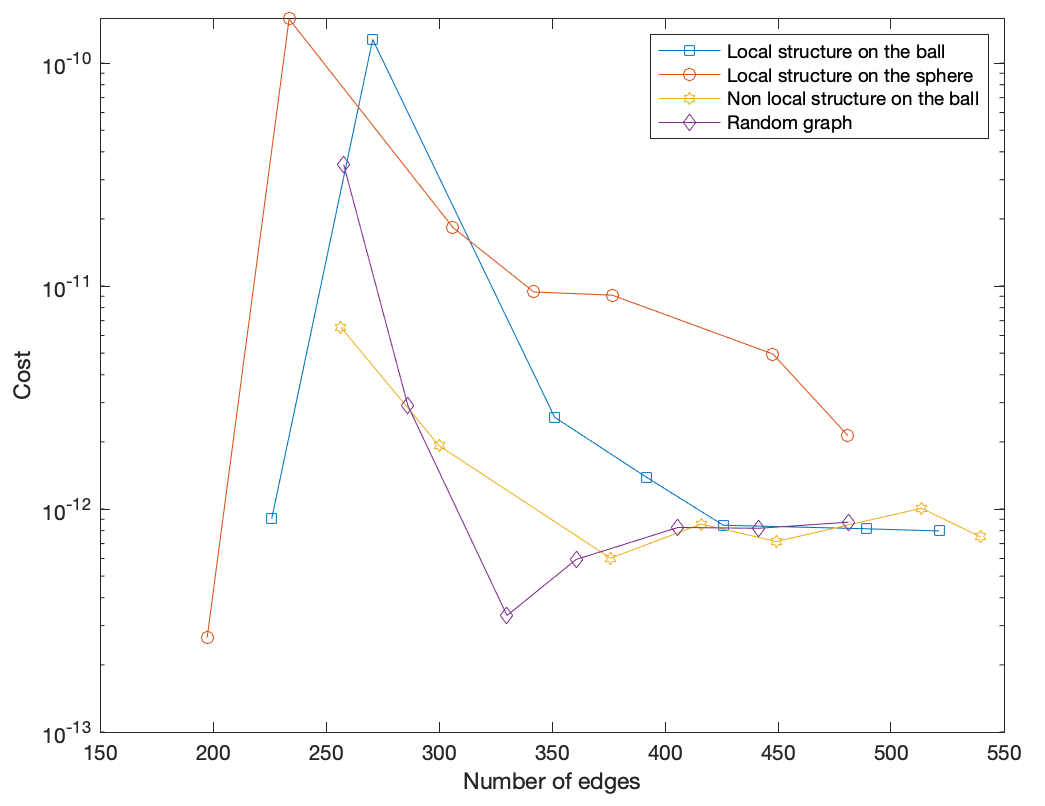 Local structure on the ball
Local structure on the sphere
Non local structure on the ball
Random graph
10-10
10-11
10-12
10-13
Cost
150 200 250 300 350 400 450 500 550
Number of edges